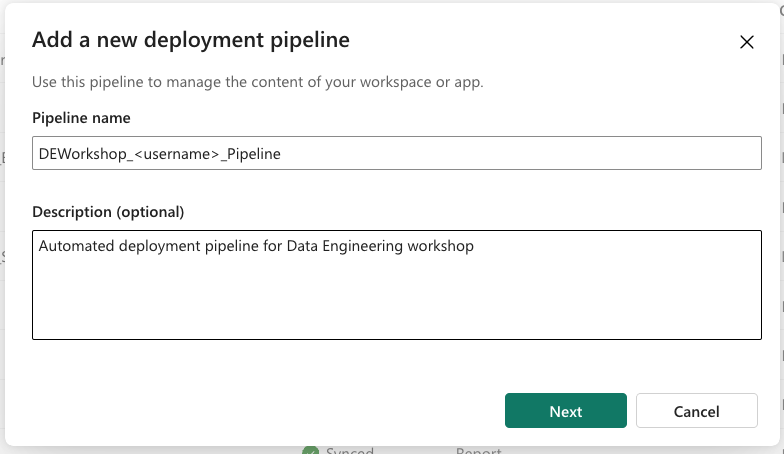 Add a new deployment pipeline
Use this pipeline to manage the content of your workspace or app.
Pipeline name
DEWorkshop_<username>_Pipeline
Description (optional)
Automated deployment pipeline for Data Engineering workshop
Next
Cancel
Synced
Report